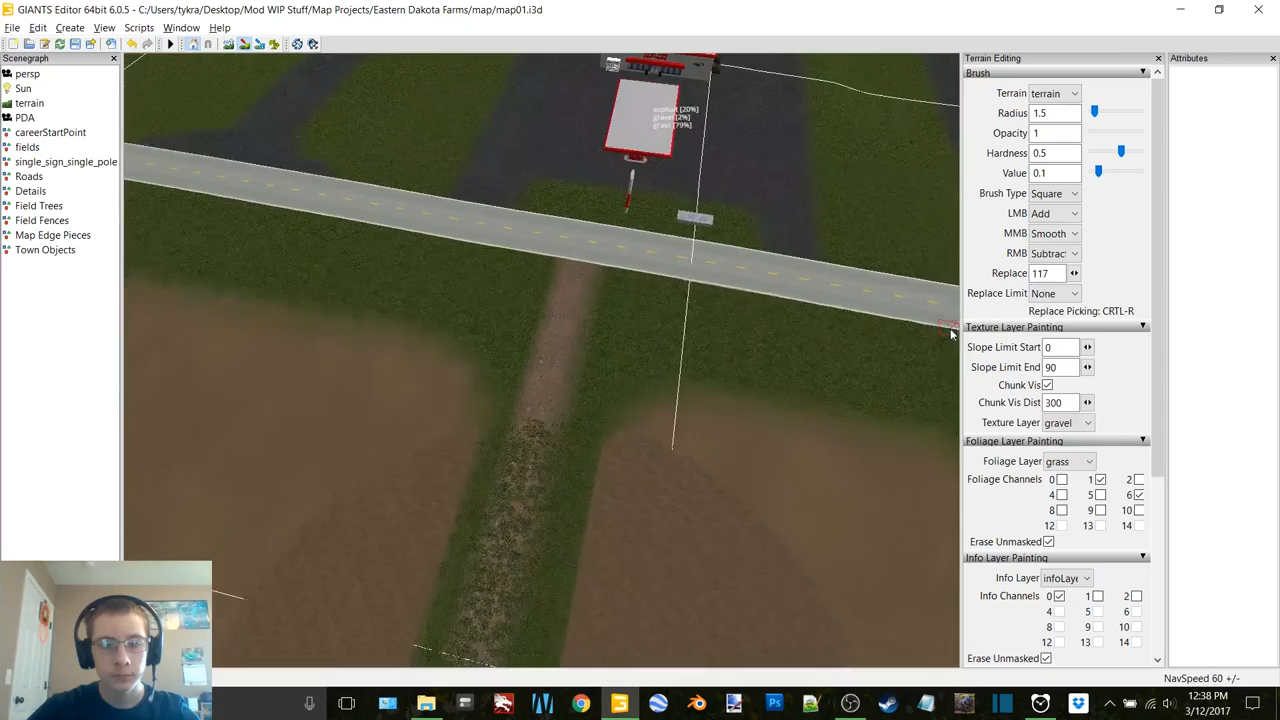 GIANTS Editor 64bit 6.0.5 - C:/Users/tykra/Desktop/Mod WIP Stuff/Map Projects/Eastern Dakota Farms/map/map01.i3d
File Edit Create View Scripts Window Help
Scenegraph
persp
Sun
terrain
PDA
careerStartPoint
fields
single_sign_single_pole
Roads
Details
Field Trees
Field Fences
Map Edge Pieces
Town Objects
asphalt [20%]
gravel [2%]
grass [79%]
Terrain Editing
Brush
Terrain terrain
Radius 1.5
Opacity 1
Hardness 0.5
Value 0.1
Brush Type Square
LMB Add
MMB Smooth
RMB Subtrac
Replace 117
Replace Limit None
Replace Picking: CRTL-R
Texture Layer Painting
Slope Limit Start 0
Slope Limit End 90
Chunk Vis
Chunk Vis Dist 300
Texture Layer gravel
Foliage Layer Painting
Foliage Layer grass
Foliage Channels 0 1 2
4 5 6
8 9 10
12 13 14
Erase Unmasked
Info Layer Painting
Info Layer infoLaye
Info Channels 0 1 2
4 5 6
8 9 10
12 13 14
Erase Unmasked
Attributes
NavSpeed 60 +/-
12:38 PM
3/12/2017